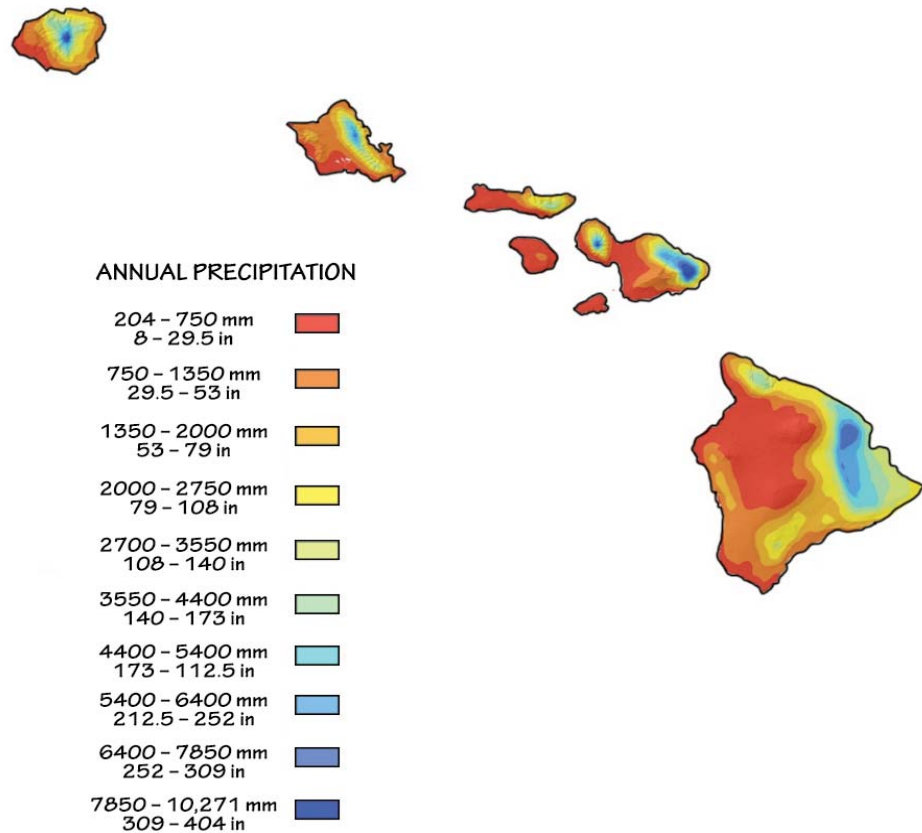 ANNUAL PRECIPITATION
204 – 750 mm
8 – 29.5 in
750 – 1350 mm
29.5 – 53 in
1350 – 2000 mm
53 – 79 in
2000 – 2750 mm
79 – 108 in
2700 – 3550 mm
108 – 140 in
3550 – 4400 mm
140 – 173 in
4400 – 5400 mm
173 – 112.5 in
5400 – 6400 mm
212.5 – 252 in
6400 – 7850 mm
252 – 309 in
7850 – 10,271 mm
309 – 404 in